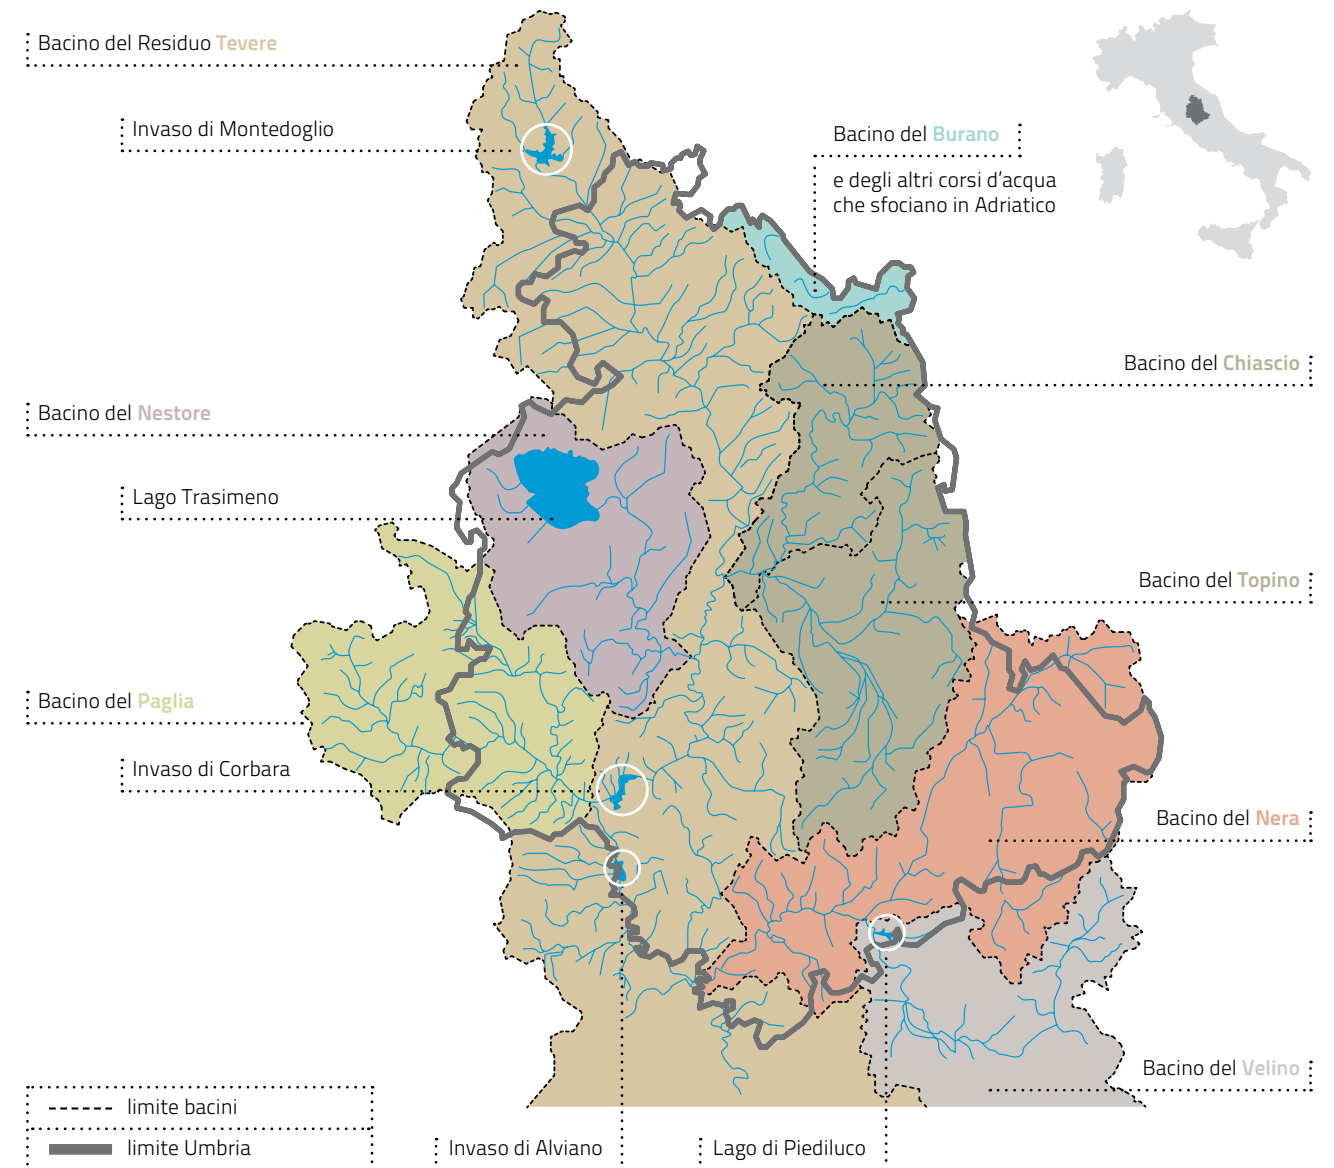 Bacino del Residuo Tevere
Invaso di Montedoglio
Bacino del Burano
e degli altri corsi d'acqua
che sfociano in Adriatico
Bacino del Chiascio
Bacino del Nestore
Lago Trasimeno
Bacino del Topino
Bacino del Paglia
Invaso di Corbara
Bacino del Nera
Bacino del Velino
limite bacini
limite Umbria
Invaso di Alviano
Lago di Piediluco